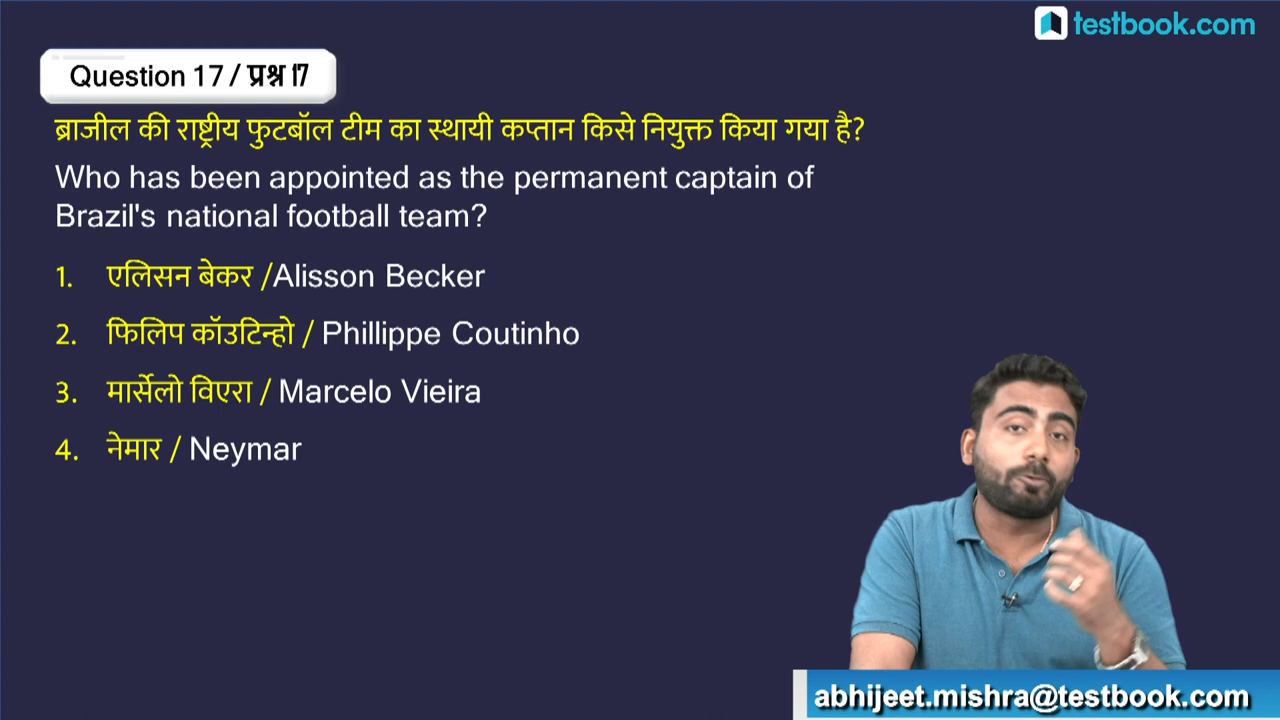 testbook.com
Question 17 / प्रश्न 17
ब्राजील की राष्ट्रीय फुटबॉल टीम का स्थायी कप्तान किसे नियुक्त किया गया है?
Who has been appointed as the permanent captain of
Brazil's national football team?
1. एलिसन बेकर /Alisson Becker
2. फिलिप कॉउटिन्हो / Phillippe Coutinho
3. मार्सेलो विएरा / Marcelo Vieira
4. नेमार / Neymar
abhijeet.mishra@testbook.com